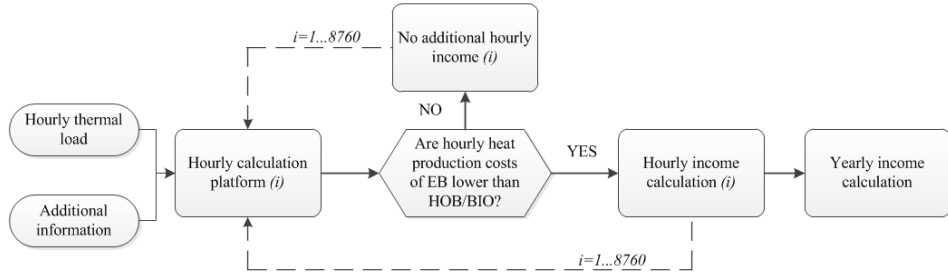 i=1...8760
No additional hourly
income (i)
NO
Hourly thermal
load
Additional
information
Hourly calculation
platform (i)
Are hourly heat
production costs
of EB lower than
HOB/BIO?
YES
Hourly income
calculation (i)
Yearly income
calculation
i=1...8760